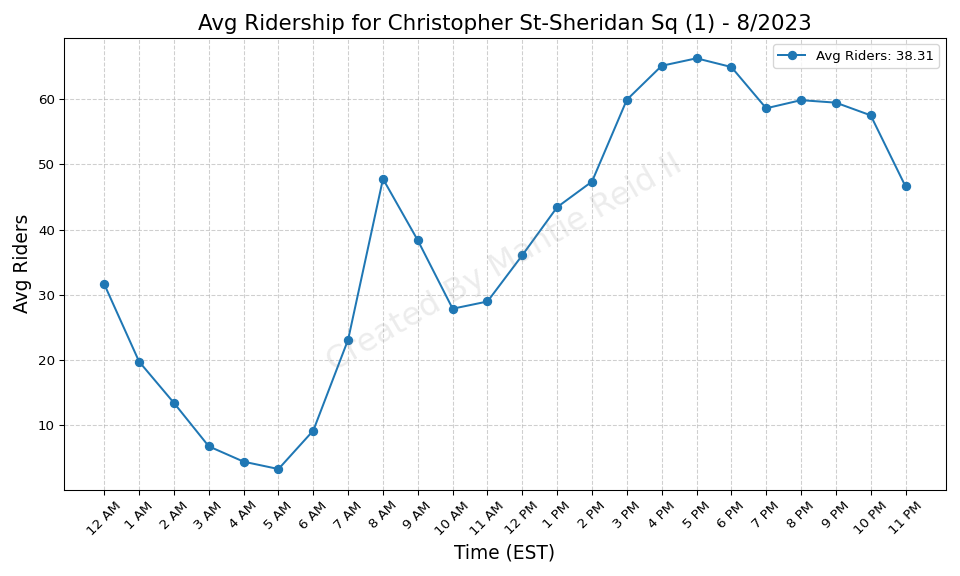 Avg Ridership for Christopher St-Sheridan Sq (1) - 8/2023
Avg Riders: 38.31
60
50
40
30
20
10
Avg Riders
Created By Mantie Reid II
12 AM
1 AM
2 AM
3 AM
4 AM
5 AM
6 AM
7 AM
8 AM
9 AM
10 AM
11 AM
12 PM
1 PM
2 PM
3 PM
4 PM
5 PM
6 PM
7 PM
8 PM
9 PM
10 PM
11 PM
Time (EST)